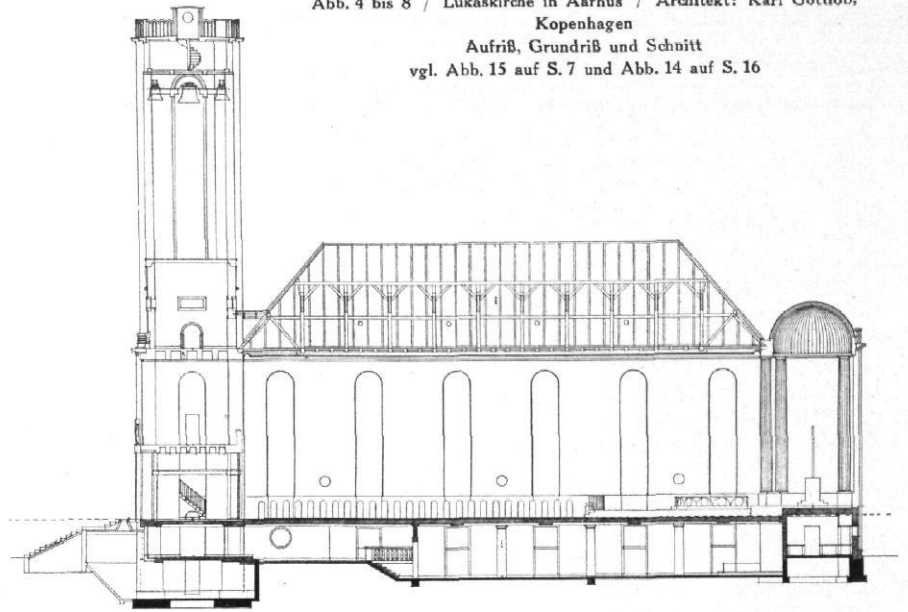 Abb. 4 bis 8 / Lukaskirche in Aarhus / Architekt: Karl Gottlob,
Kopenhagen
Aufriß, Grundriß und Schnitt
vgl. Abb. 15 auf S. 7 und Abb. 14 auf S. 16